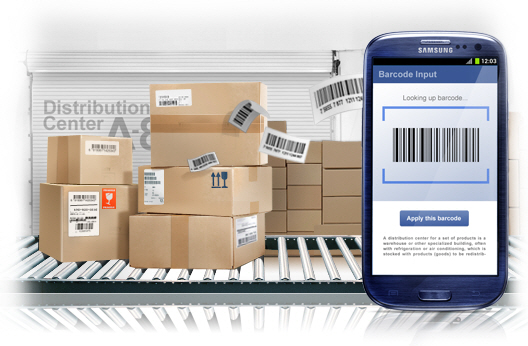 Distribution
Center A-8
SAMSUNG
12:03
Barcode Input
Looking up barcode...
Apply this barcode
A distribution center for a set of products is a
warehouse or other specialized building, often
with refrigeration or air conditioning, which is
stocked with products (goods) to be redistrib-